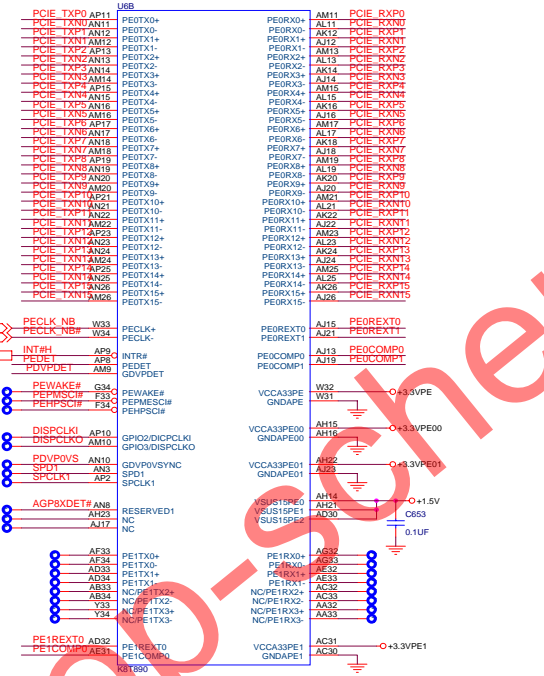 U6B
PCIE_TXP0 AP11 PE0TX0+ PE0RX0+ AM11 PCIE_RXP0
PCIE_TXN0 AN11 PE0TX0- PE0RX0- AL11 PCIE_RXN0
PCIE_TXP1 AN12 PE0TX1+ PE0RX1+ AK12 PCIE_RXP1
PCIE_TXN1 AM12 PE0TX1- PE0RX1- AJ12 PCIE_RXN1
PCIE_TXP2 AP13 PE0TX2+ PE0RX2+ AM13 PCIE_RXP2
PCIE_TXN2 AN13 PE0TX2- PE0RX2- AL13 PCIE_RXN2
PCIE_TXP3 AN14 PE0TX3+ PE0RX3+ AK14 PCIE_RXP3
PCIE_TXN3 AM14 PE0TX3- PE0RX3- AJ14 PCIE_RXN3
PCIE_TXP4 AP15 PE0TX4+ PE0RX4+ AM15 PCIE_RXP4
PCIE_TXN4 AN15 PE0TX4- PE0RX4- AL15 PCIE_RXN4
PCIE_TXP5 AN16 PE0TX5+ PE0RX5+ AK16 PCIE_RXP5
PCIE_TXN5 AM16 PE0TX5- PE0RX5- AJ16 PCIE_RXN5
PCIE_TXP6 AP17 PE0TX6+ PE0RX6+ AM17 PCIE_RXP6
PCIE_TXN6 AN17 PE0TX6- PE0RX6- AL17 PCIE_RXN6
PCIE_TXP7 AN18 PE0TX7+ PE0RX7+ AK18 PCIE_RXP7
PCIE_TXN7 AM18 PE0TX7- PE0RX7- AJ18 PCIE_RXN7
PCIE_TXP8 AP19 PE0TX8+ PE0RX8+ AM19 PCIE_RXP8
PCIE_TXN8 AN19 PE0TX8- PE0RX8- AL19 PCIE_RXN8
PCIE_TXP9 AN20 PE0TX9+ PE0RX9+ AK20 PCIE_RXP9
PCIE_TXN9 AM20 PE0TX9- PE0RX9- AJ20 PCIE_RXN9
PCIE_TXP10 AP21 PE0TX10+ PE0RX10+ AM21 PCIE_RXP10
PCIE_TXN10 AN21 PE0TX10- PE0RX10- AL21 PCIE_RXN10
PCIE_TXP11 AN22 PE0TX11+ PE0RX11+ AK22 PCIE_RXP11
PCIE_TXN11 AM22 PE0TX11- PE0RX11- AJ22 PCIE_RXN11
PCIE_TXP12 AP23 PE0TX12+ PE0RX12+ AM23 PCIE_RXP12
PCIE_TXN12 AN23 PE0TX12- PE0RX12- AL23 PCIE_RXN12
PCIE_TXP13 AN24 PE0TX13+ PE0RX13+ AK24 PCIE_RXP13
PCIE_TXN13 AM24 PE0TX13- PE0RX13- AJ24 PCIE_RXN13
PCIE_TXP14 AP25 PE0TX14+ PE0RX14+ AM25 PCIE_RXP14
PCIE_TXN14 AN25 PE0TX14- PE0RX14- AL25 PCIE_RXN14
PCIE_TXP15 AN26 PE0TX15+ PE0RX15+ AK26 PCIE_RXP15
PCIE_TXN15 AM26 PE0TX15- PE0RX15- AJ26 PCIE_RXN15
PECLK_NB W33 PECLK+ PE0REXT0 AJ15 PE0REXT0
PECLK_NB# W34 PECLK- PE0REXT1 AJ21 PE0REXT1
INT#H AP9 INTR# PE0COMP0 AJ13 PE0COMP0
PEDET AP8 PEDET PE0COMP1 AJ19 PE0COMP1
PDVPDET AM9 GDVPDET
PEWAKE# G34 PEWAKE# VCCA33PE W32 +3.3VPE
PEPMSCI# F33 PEPMESCI# GNDAPE W31
PEHPSCI# F34 PEHPSCI#
DISPCLKI AP10 GPIO2/DICPCLKI VCCA33PE00 AH15 +3.3VPE00
DISPCLKO AM10 GPIO3/DISPCLKO GNDAPE00 AH16
PDVP0VS AN10 GDVP0VSYNC VCCA33PE01 AH22 +3.3VPE01
SPD1 AN3 SPD1 GNDAPE01 AJ23
SPCLK1 AP2 SPCLK1
AGP8XDET# AN8 RESERVED1 VSUS15PE0 AH14 +1.5V
AH23 NC VSUS15PE1 AH21
AJ17 NC VSUS15PE2 AD30
C653
0.1UF
AF33 PE1TX0+ PE1RX0+ AG32
AF34 PE1TX0- PE1RX0- AG33
AD33 PE1TX1+ PE1RX1+ AE32
AD34 PE1TX1- PE1RX1- AE33
AB33 NC/PE1TX2+ NC/PE1RX2+ AC32
AB34 NC/PE1TX2- NC/PE1RX2- AC33
Y33 NC/PE1TX3+ NC/PE1RX3+ AA32
Y34 NC/PE1TX3- NC/PE1RX3- AA33
PE1REXT0 AD32 PE1REXT0 VCCA33PE1 AC31 +3.3VPE1
PE1COMP0 AE31 PE1COMP0 GNDAPE1 AC30
K8T890